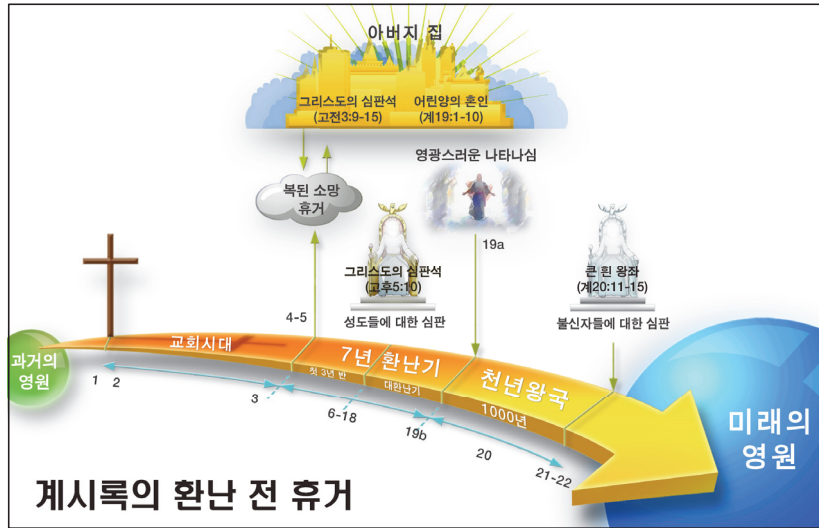 아버지 집
그리스도의 심판석
(고전3:9-15)
어린양의 혼인
(계19:1-10)
복된 소망
휴거
영광스러운 나타나심
19a
그리스도의 심판석
(고후5:10)
성도들에 대한 심판
큰 흰 왕좌
(계20:11-15)
불신자들에 대한 심판
4-5
과거의
영원
교회시대
7년 환난기
첫 3년 반
대환난기
천년왕국
1000년
미래의
영원
1
2
3
6-18
19b
20
21-22
계시록의 환난 전 휴거